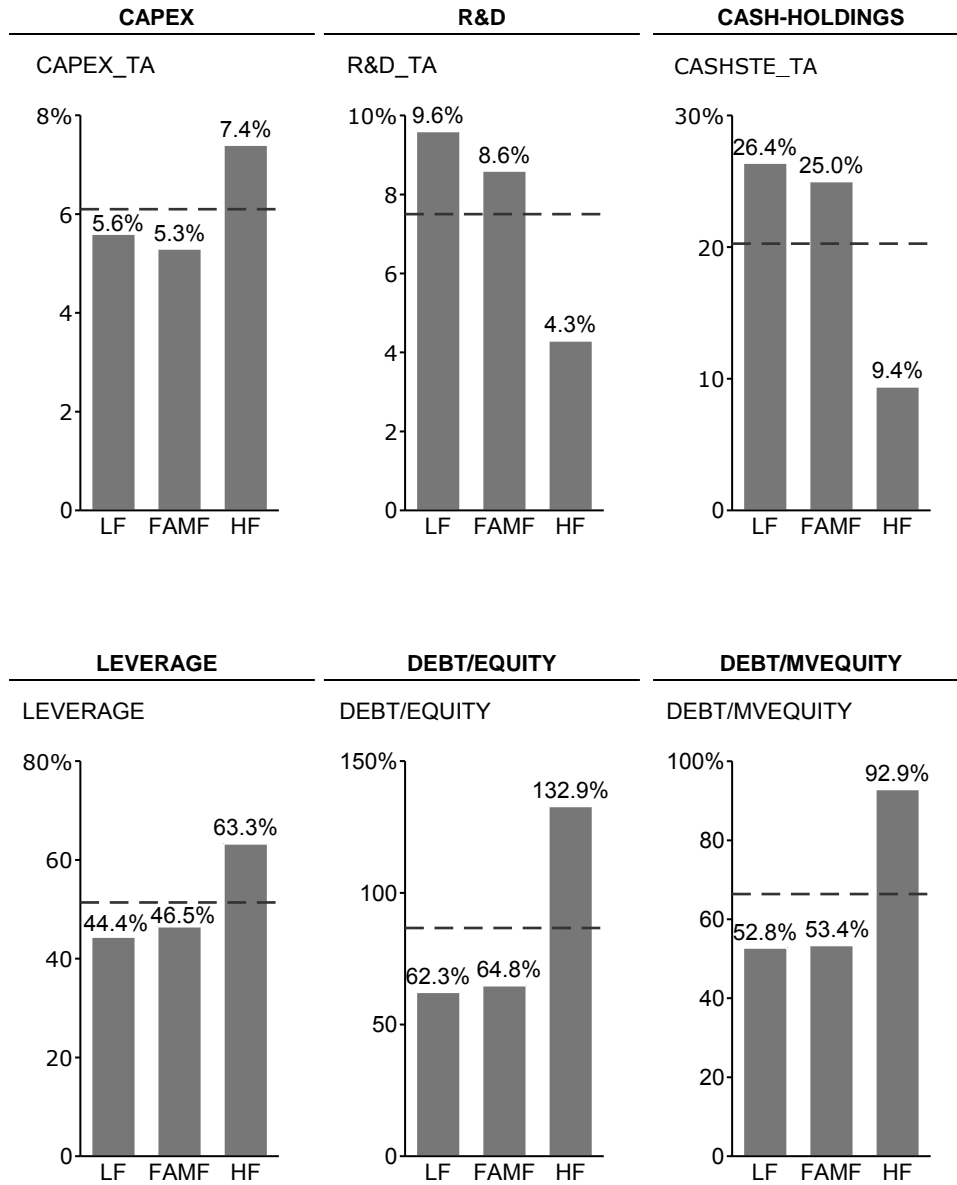 CAPEX
CAPEX_TA
8%
6
4
2
0
5.6%
5.3%
7.4%
LF FAMF HF
R&D
R&D_TA
10%
8
6
4
2
0
9.6%
8.6%
4.3%
LF FAMF HF
CASH-HOLDINGS
CASHSTE_TA
30%
20
10
0
26.4%
25.0%
9.4%
LF FAMF HF
LEVERAGE
LEVERAGE
80%
60
40
20
0
44.4%
46.5%
63.3%
LF FAMF HF
DEBT/EQUITY
DEBT/EQUITY
150%
100
50
0
62.3%
64.8%
132.9%
LF FAMF HF
DEBT/MVEQUITY
DEBT/MVEQUITY
100%
80
60
40
20
0
52.8%
53.4%
92.9%
LF FAMF HF